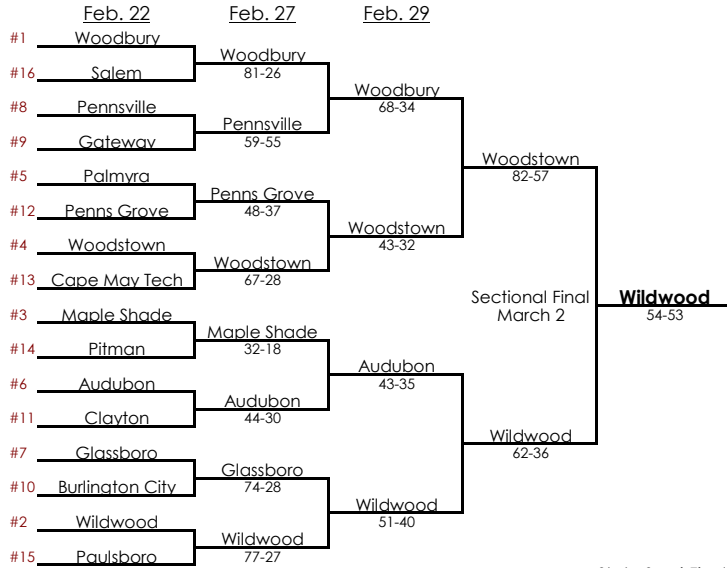 Feb. 22
Feb. 27
Feb. 29
#1 Woodbury
#16 Salem
#8 Pennsville
#9 Gateway
#5 Palmyra
#12 Penns Grove
#4 Woodstown
#13 Cape May Tech
#3 Maple Shade
#14 Pitman
#6 Audubon
#11 Clayton
#7 Glassboro
#10 Burlington City
#2 Wildwood
#15 Paulsboro
Woodbury
81-26
Pennsville
59-55
Penns Grove
48-37
Woodstown
67-28
Maple Shade
32-18
Audubon
44-30
Glassboro
74-28
Wildwood
77-27
Woodbury
68-34
Woodstown
43-32
Audubon
43-35
Wildwood
51-40
Woodstown
82-57
Wildwood
62-36
Sectional Final
March 2
Wildwood
54-53